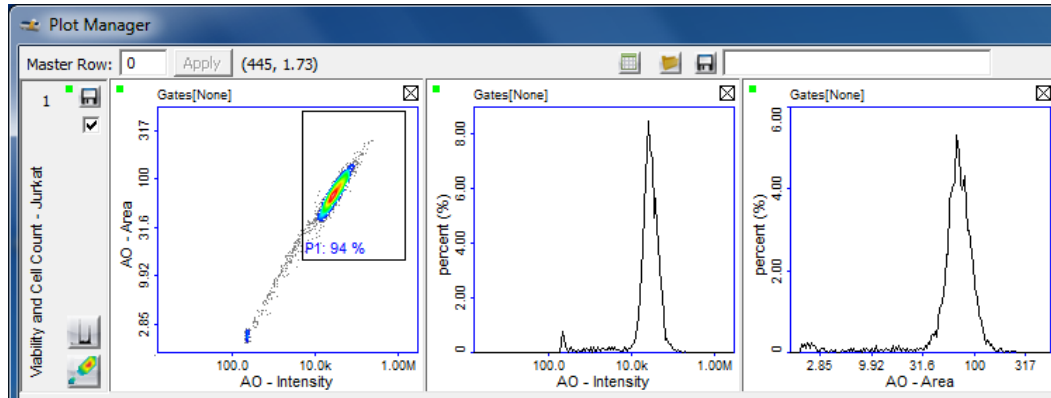 Plot Manager
Master Row: 0 Apply (445, 1.73)
1
Viability and Cell Count - Jurkat
Gates[None]
317
100
31.6
9.92
2.85
AO - Area
P1: 94 %
100.0 10.0k 1.00M
AO - Intensity
Gates[None]
8.00
6.00
4.00
2.00
0
percent (%)
100.0 10.0k 1.00M
AO - Intensity
Gates[None]
6.00
4.00
2.00
0
percent (%)
2.85 9.92 31.6 100 317
AO - Area